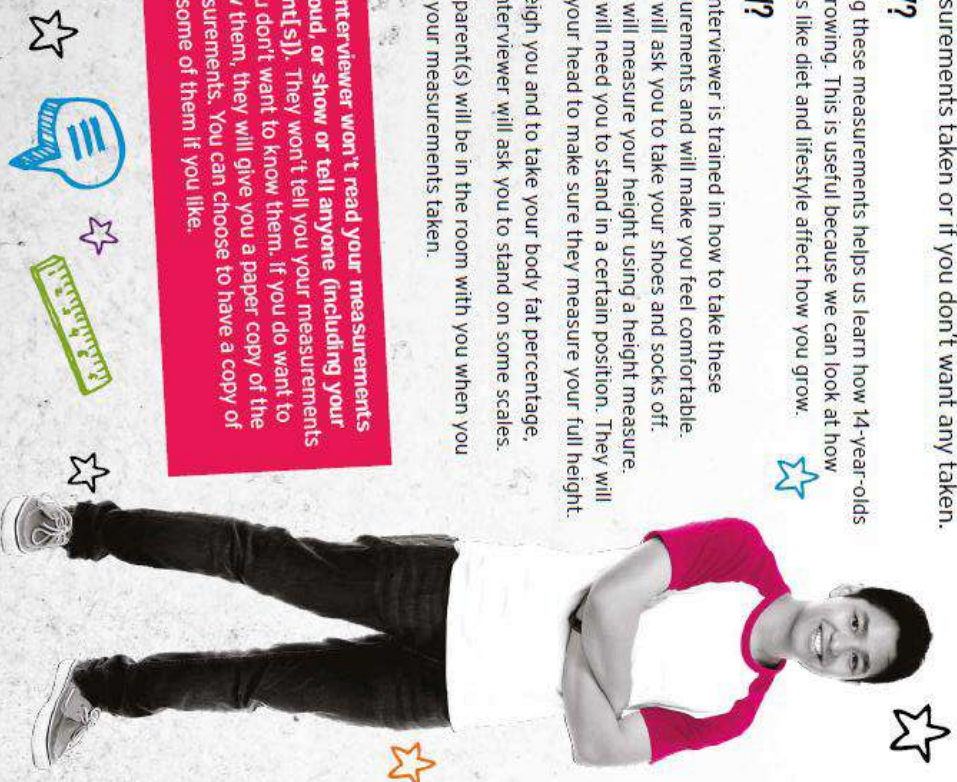 surements taken or if you don't want any taken.
Y?
g these measurements helps us learn how 14-year-olds
rowing. This is useful because we can look at how
s like diet and lifestyle affect how you grow.
nterviewer is trained in how to take these
urements and will make you feel comfortable.
will ask you to take your shoes and socks off.
will measure your height using a height measure.
will need you to stand in a certain position. They will
your head to make sure they measure your full height.
eigh you and to take your body fat percentage,
nterviewer will ask you to stand on some scales.
parent(s) will be in the room with you when you
your measurements taken.
nterviewer won't read your measurements
oud, or show or tell anyone (including your
nt[s]). They won't tell you your measurements
u don't want to know them. If you do want to
w them, they will give you a paper copy of the
surements. You can choose to have a copy of
some of them if you like.